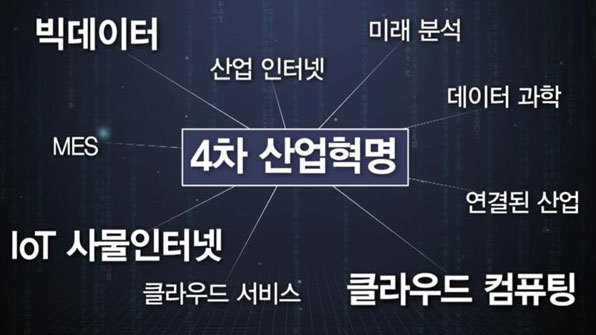 빅데이터
미래 분석
산업 인터넷
데이터 과학
MES
4차 산업혁명
연결된 산업
IoT 사물인터넷
클라우드 서비스
클라우드 컴퓨팅